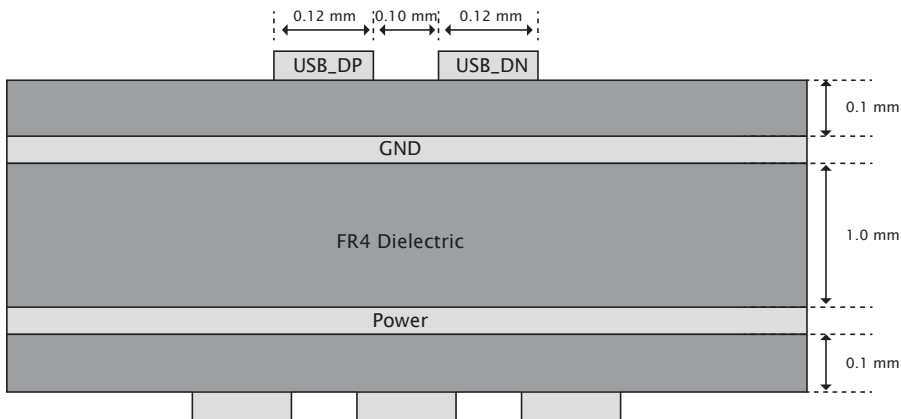 0.12 mm 0.10 mm 0.12 mm
USB_DP USB_DN
0.1 mm
GND
FR4 Dielectric
1.0 mm
Power
0.1 mm